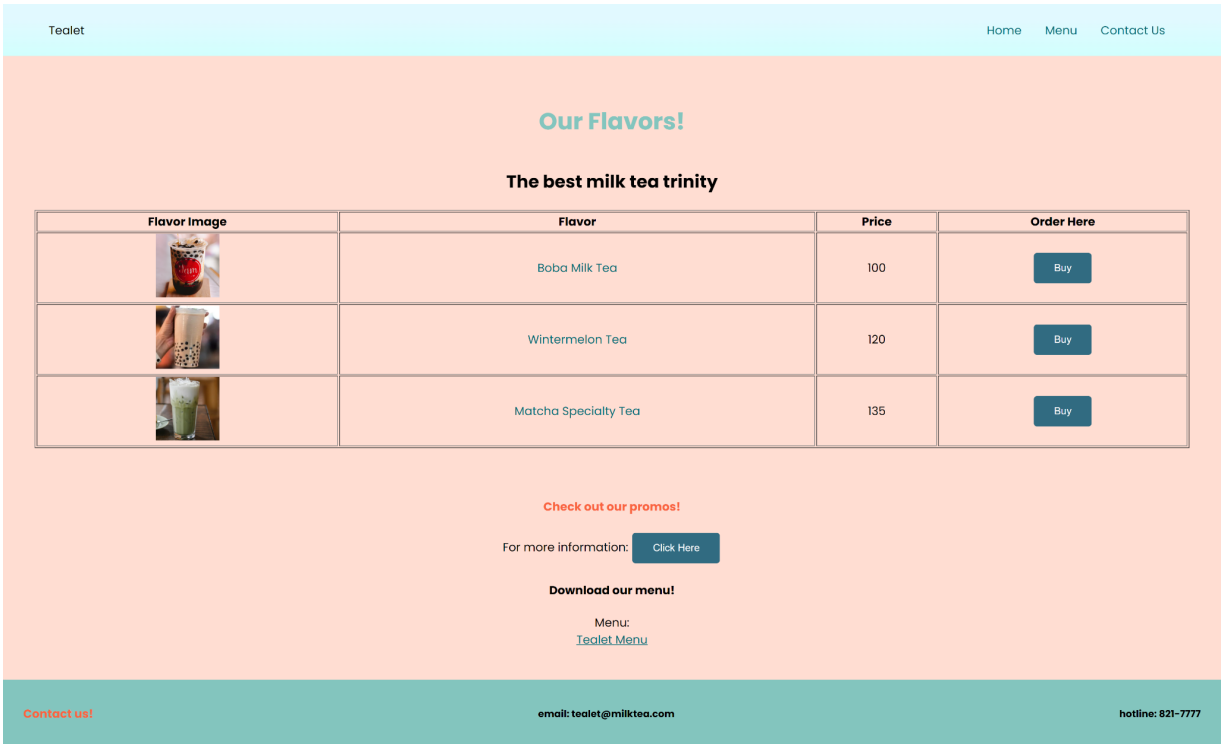 Tealet Home Menu Contact Us
Our Flavors!
The best milk tea trinity
Flavor Image Flavor Price Order Here
Boba Milk Tea 100 Buy
Wintermelon Tea 120 Buy
Matcha Specialty Tea 135 Buy
Check out our promos!
For more information: Click Here
Download our menu!
Menu:
Tealet Menu
Contact us! email: tealet@milktea.com hotline: 821-7777